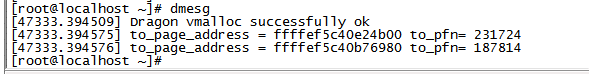 [root@localhost ~]# dmesg
[47333.394509] Dragon vmalloc successfully ok
[47333.394575] to_page_address = ffffef5c40e24b00 to_pfn= 231724
[47333.394576] to_page_address = ffffef5c40b76980 to_pfn= 187814
[root@localhost ~]#